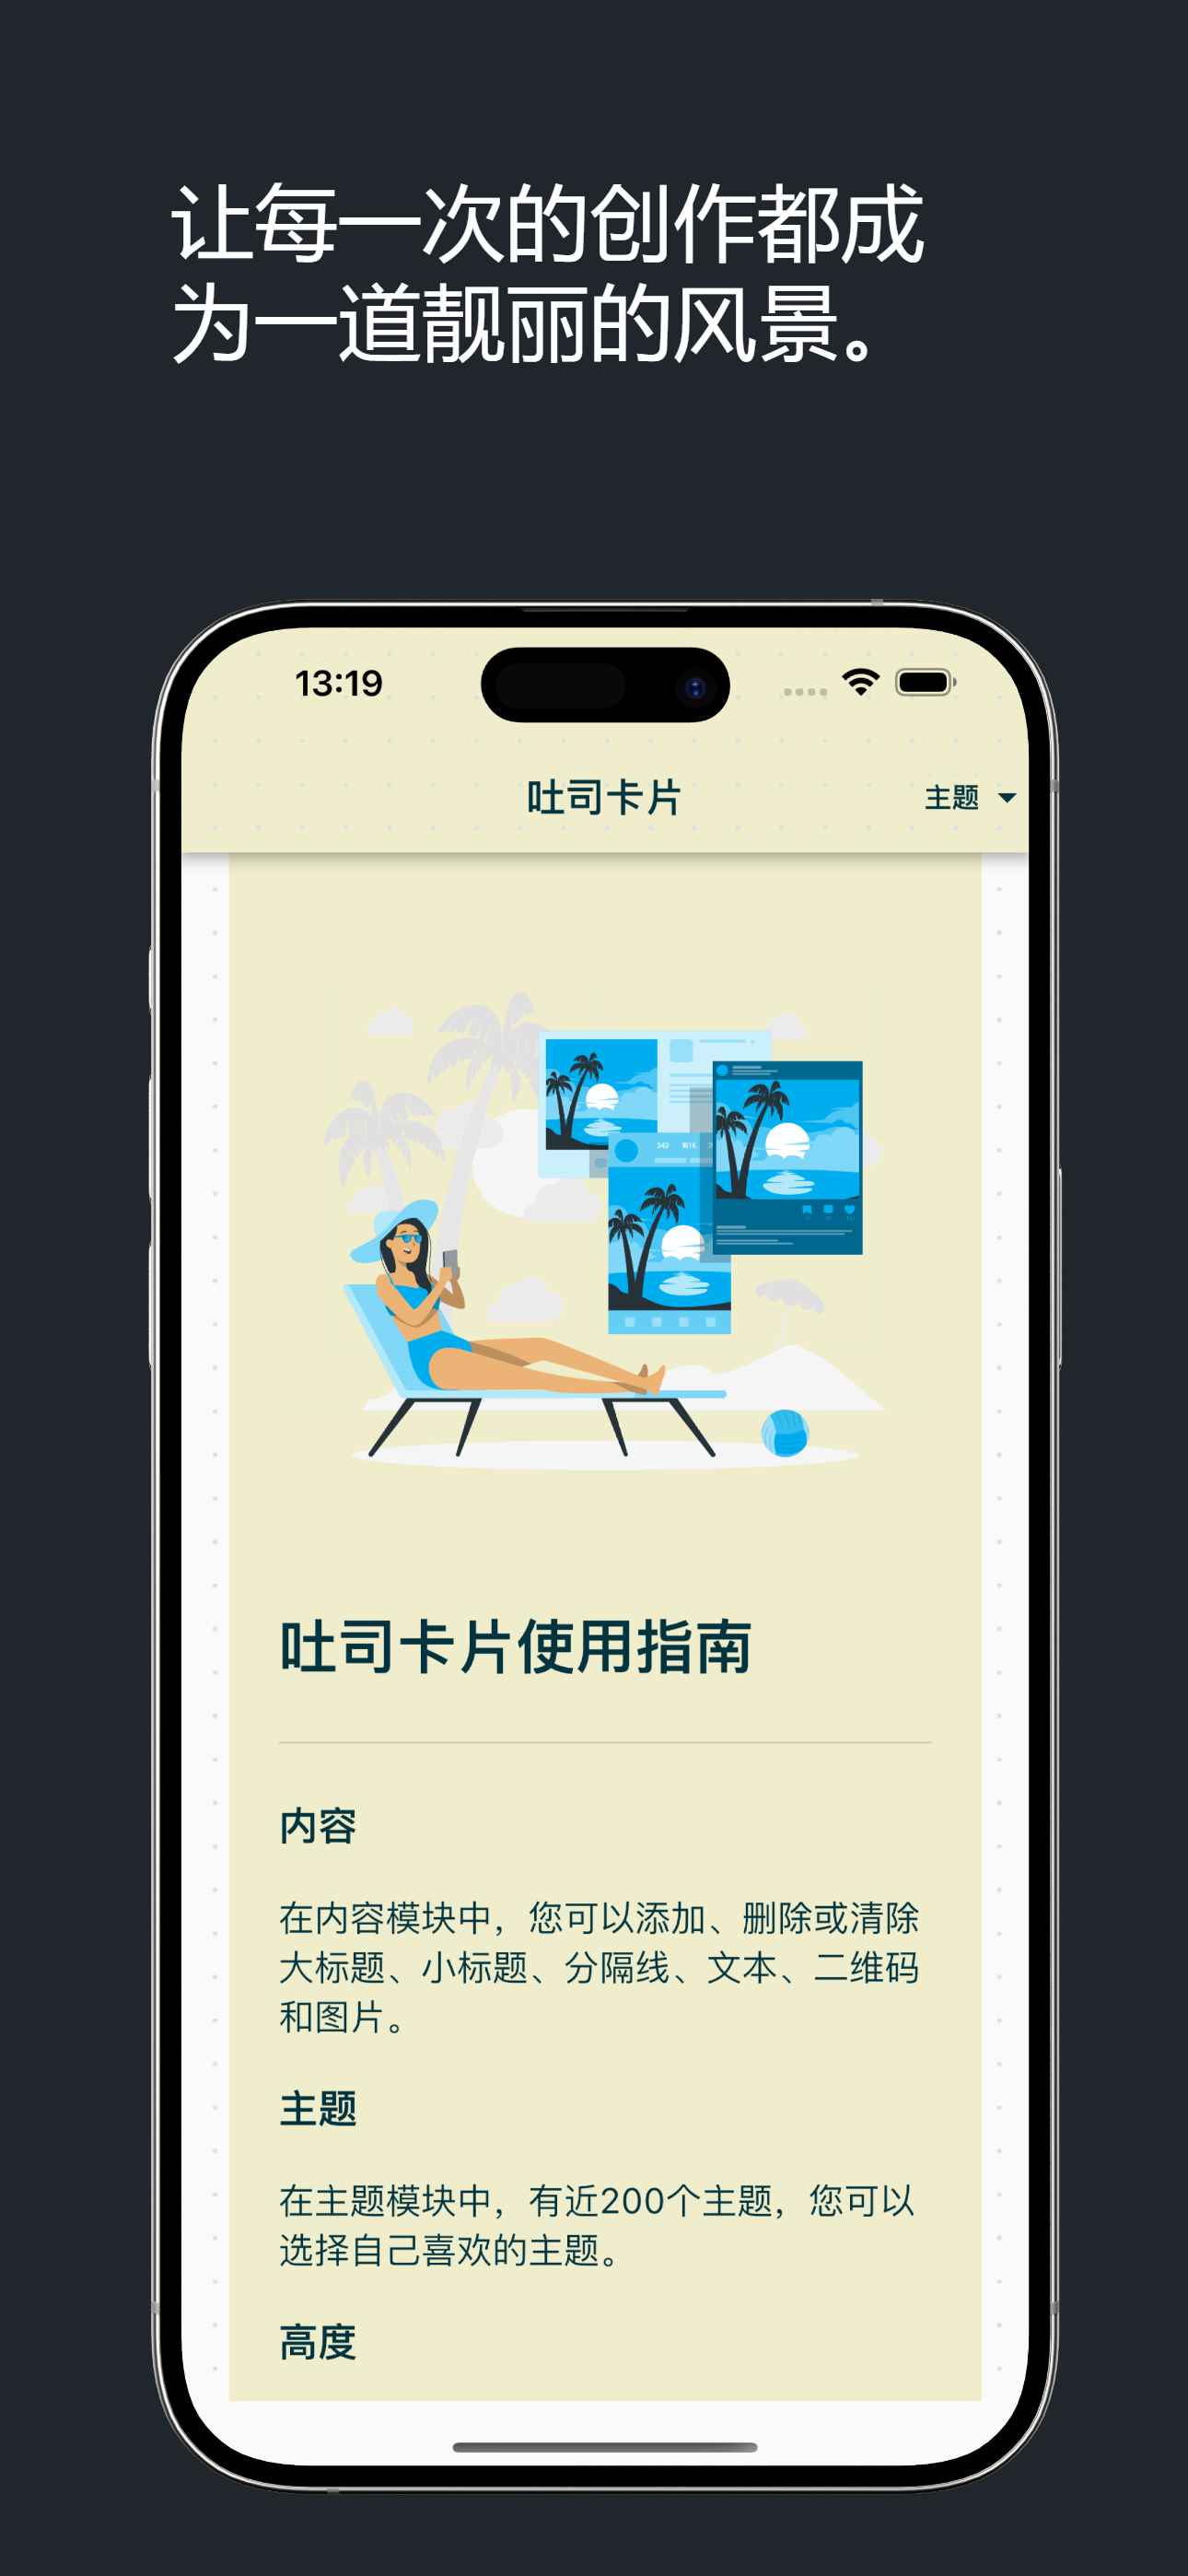 让每一次的创作都成
为一道靓丽的风景。
13:19
吐司卡片
主题
343 161K
吐司卡片使用指南
内容
在内容模块中，您可以添加、删除或清除
大标题、小标题、分隔线、文本、二维码
和图片。
主题
在主题模块中，有近200个主题，您可以
选择自己喜欢的主题。
高度